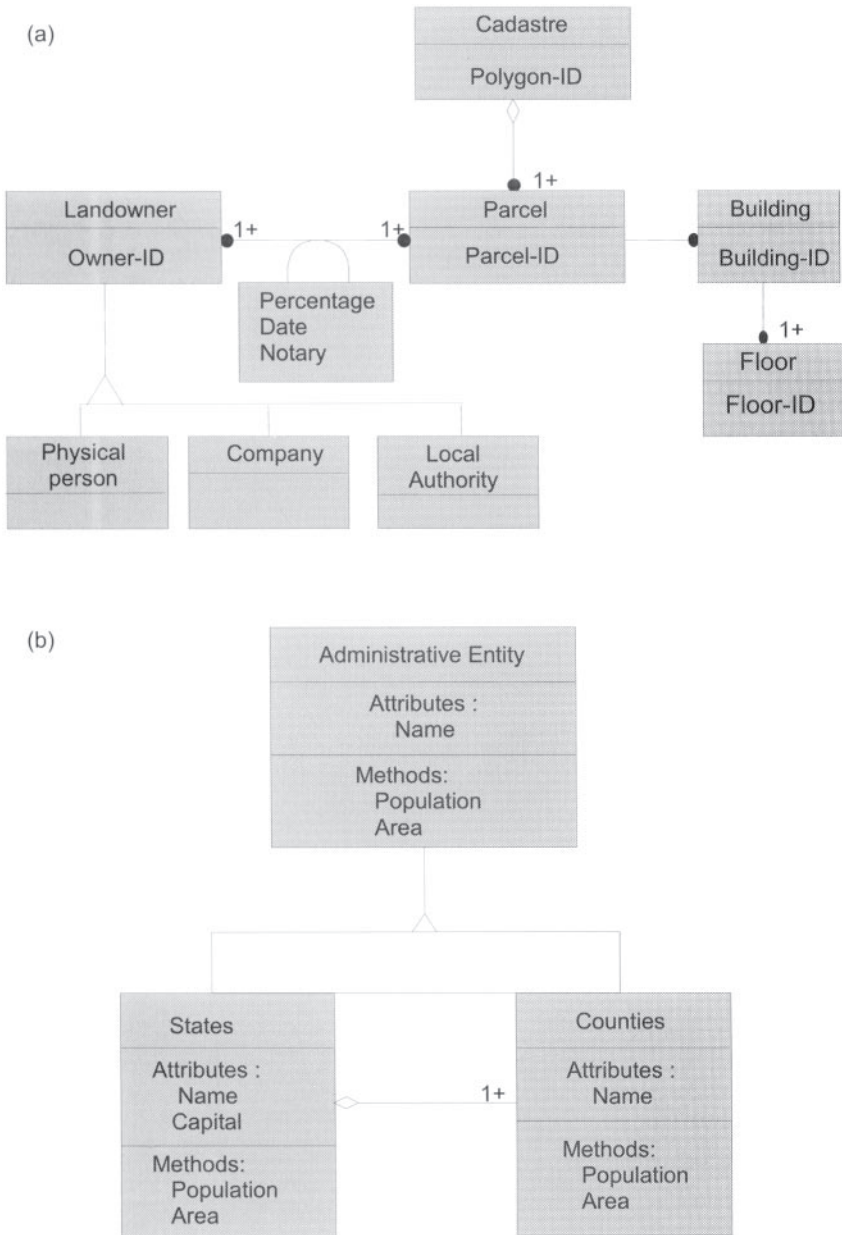 (a)
Cadastre
Polygon-ID
1+
Landowner
Owner-ID
1+
1+
Parcel
Parcel-ID
Building
Building-ID
Percentage
Date
Notary
1+
Floor
Floor-ID
Physical
person
Company
Local
Authority
(b)
Administrative Entity
Attributes :
Name
Methods:
Population
Area
States
Attributes :
Name
Capital
Methods:
Population
Area
1+
Counties
Attributes :
Name
Methods:
Population
Area